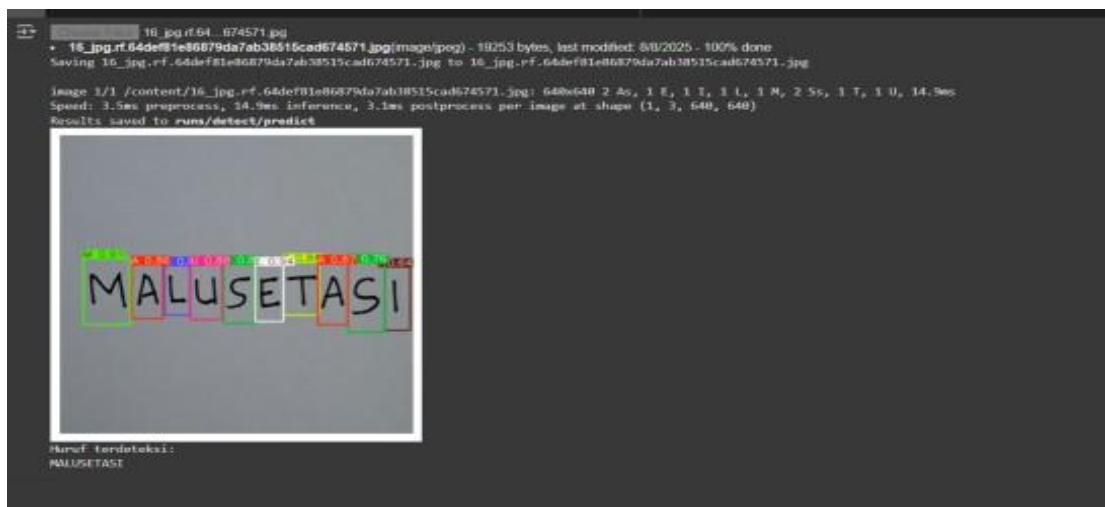 16_jpg.rf.64...674571.jpg
16_jpg.rf.64def81e86879da7ab38515cad674571.jpg(image/jpeg) - 19253 bytes, last modified: 8/8/2025 - 100% done
Saving 16_jpg.rf.64def81e86879da7ab38515cad674571.jpg to 16_jpg.rf.64def81e86879da7ab38515cad674571.jpg
image 1/1 /content/16_jpg.rf.64def81e86879da7ab38515cad674571.jpg: 640x640 2 As, 1 E, 1 I, 1 L, 1 M, 2 Ss, 1 T, 1 U, 14.9ms
Speed: 3.5ms preprocess, 14.9ms inference, 3.1ms postprocess per image at shape (1, 3, 640, 640)
Results saved to runs/detect/predict
MALUSETASI
Huruf terdeteksi:
MALUSETASI